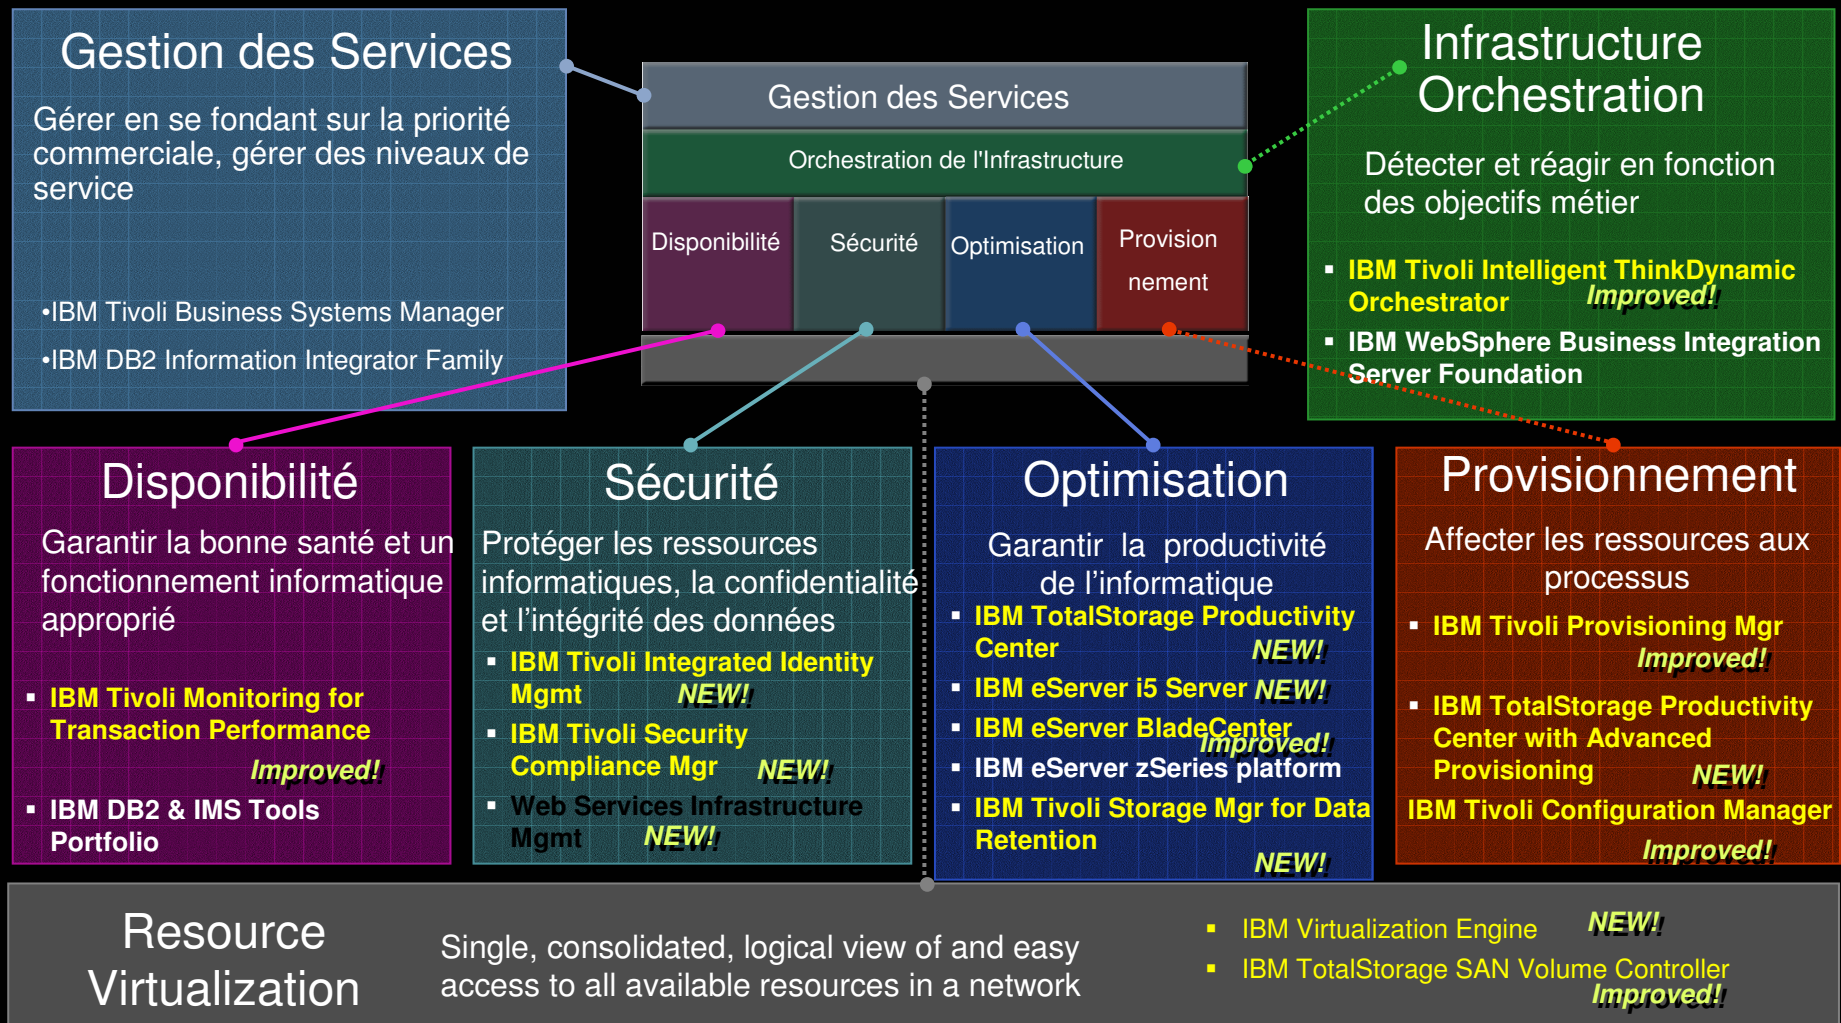 Gestion des Services
Gérer en se fondant sur la priorité
commerciale, gérer des niveaux de
service
•IBM Tivoli Business Systems Manager
•IBM DB2 Information Integrator Family
Gestion des Services
Orchestration de l'Infrastructure
Disponibilité
Sécurité
Optimisation
Provision
nement
Infrastructure
Orchestration
Détecter et réagir en fonction
des objectifs métier
▪ IBM Tivoli Intelligent ThinkDynamic
Orchestrator Improved!
▪ IBM WebSphere Business Integration
Server Foundation
Disponibilité
Garantir la bonne santé et un
fonctionnement informatique
approprié
▪ IBM Tivoli Monitoring for
Transaction Performance
Improved!
▪ IBM DB2 & IMS Tools
Portfolio
Sécurité
Protéger les ressources
informatiques, la confidentialité
et l’intégrité des données
▪ IBM Tivoli Integrated Identity
Mgmt NEW!
▪ IBM Tivoli Security
Compliance Mgr NEW!
▪ Web Services Infrastructure
Mgmt NEW!
Optimisation
Garantir la productivité
de l’informatique
▪ IBM TotalStorage Productivity
Center NEW!
▪ IBM eServer i5 Server NEW!
▪ IBM eServer BladeCenter
Improved!
▪ IBM eServer zSeries platform
▪ IBM Tivoli Storage Mgr for Data
Retention
NEW!
Provisionnement
Affecter les ressources aux
processus
▪ IBM Tivoli Provisioning Mgr
Improved!
▪ IBM TotalStorage Productivity
Center with Advanced
Provisioning NEW!
IBM Tivoli Configuration Manager
Improved!
Resource
Virtualization
Single, consolidated, logical view of and easy
access to all available resources in a network
▪ IBM Virtualization Engine NEW!
▪ IBM TotalStorage SAN Volume Controller
Improved!